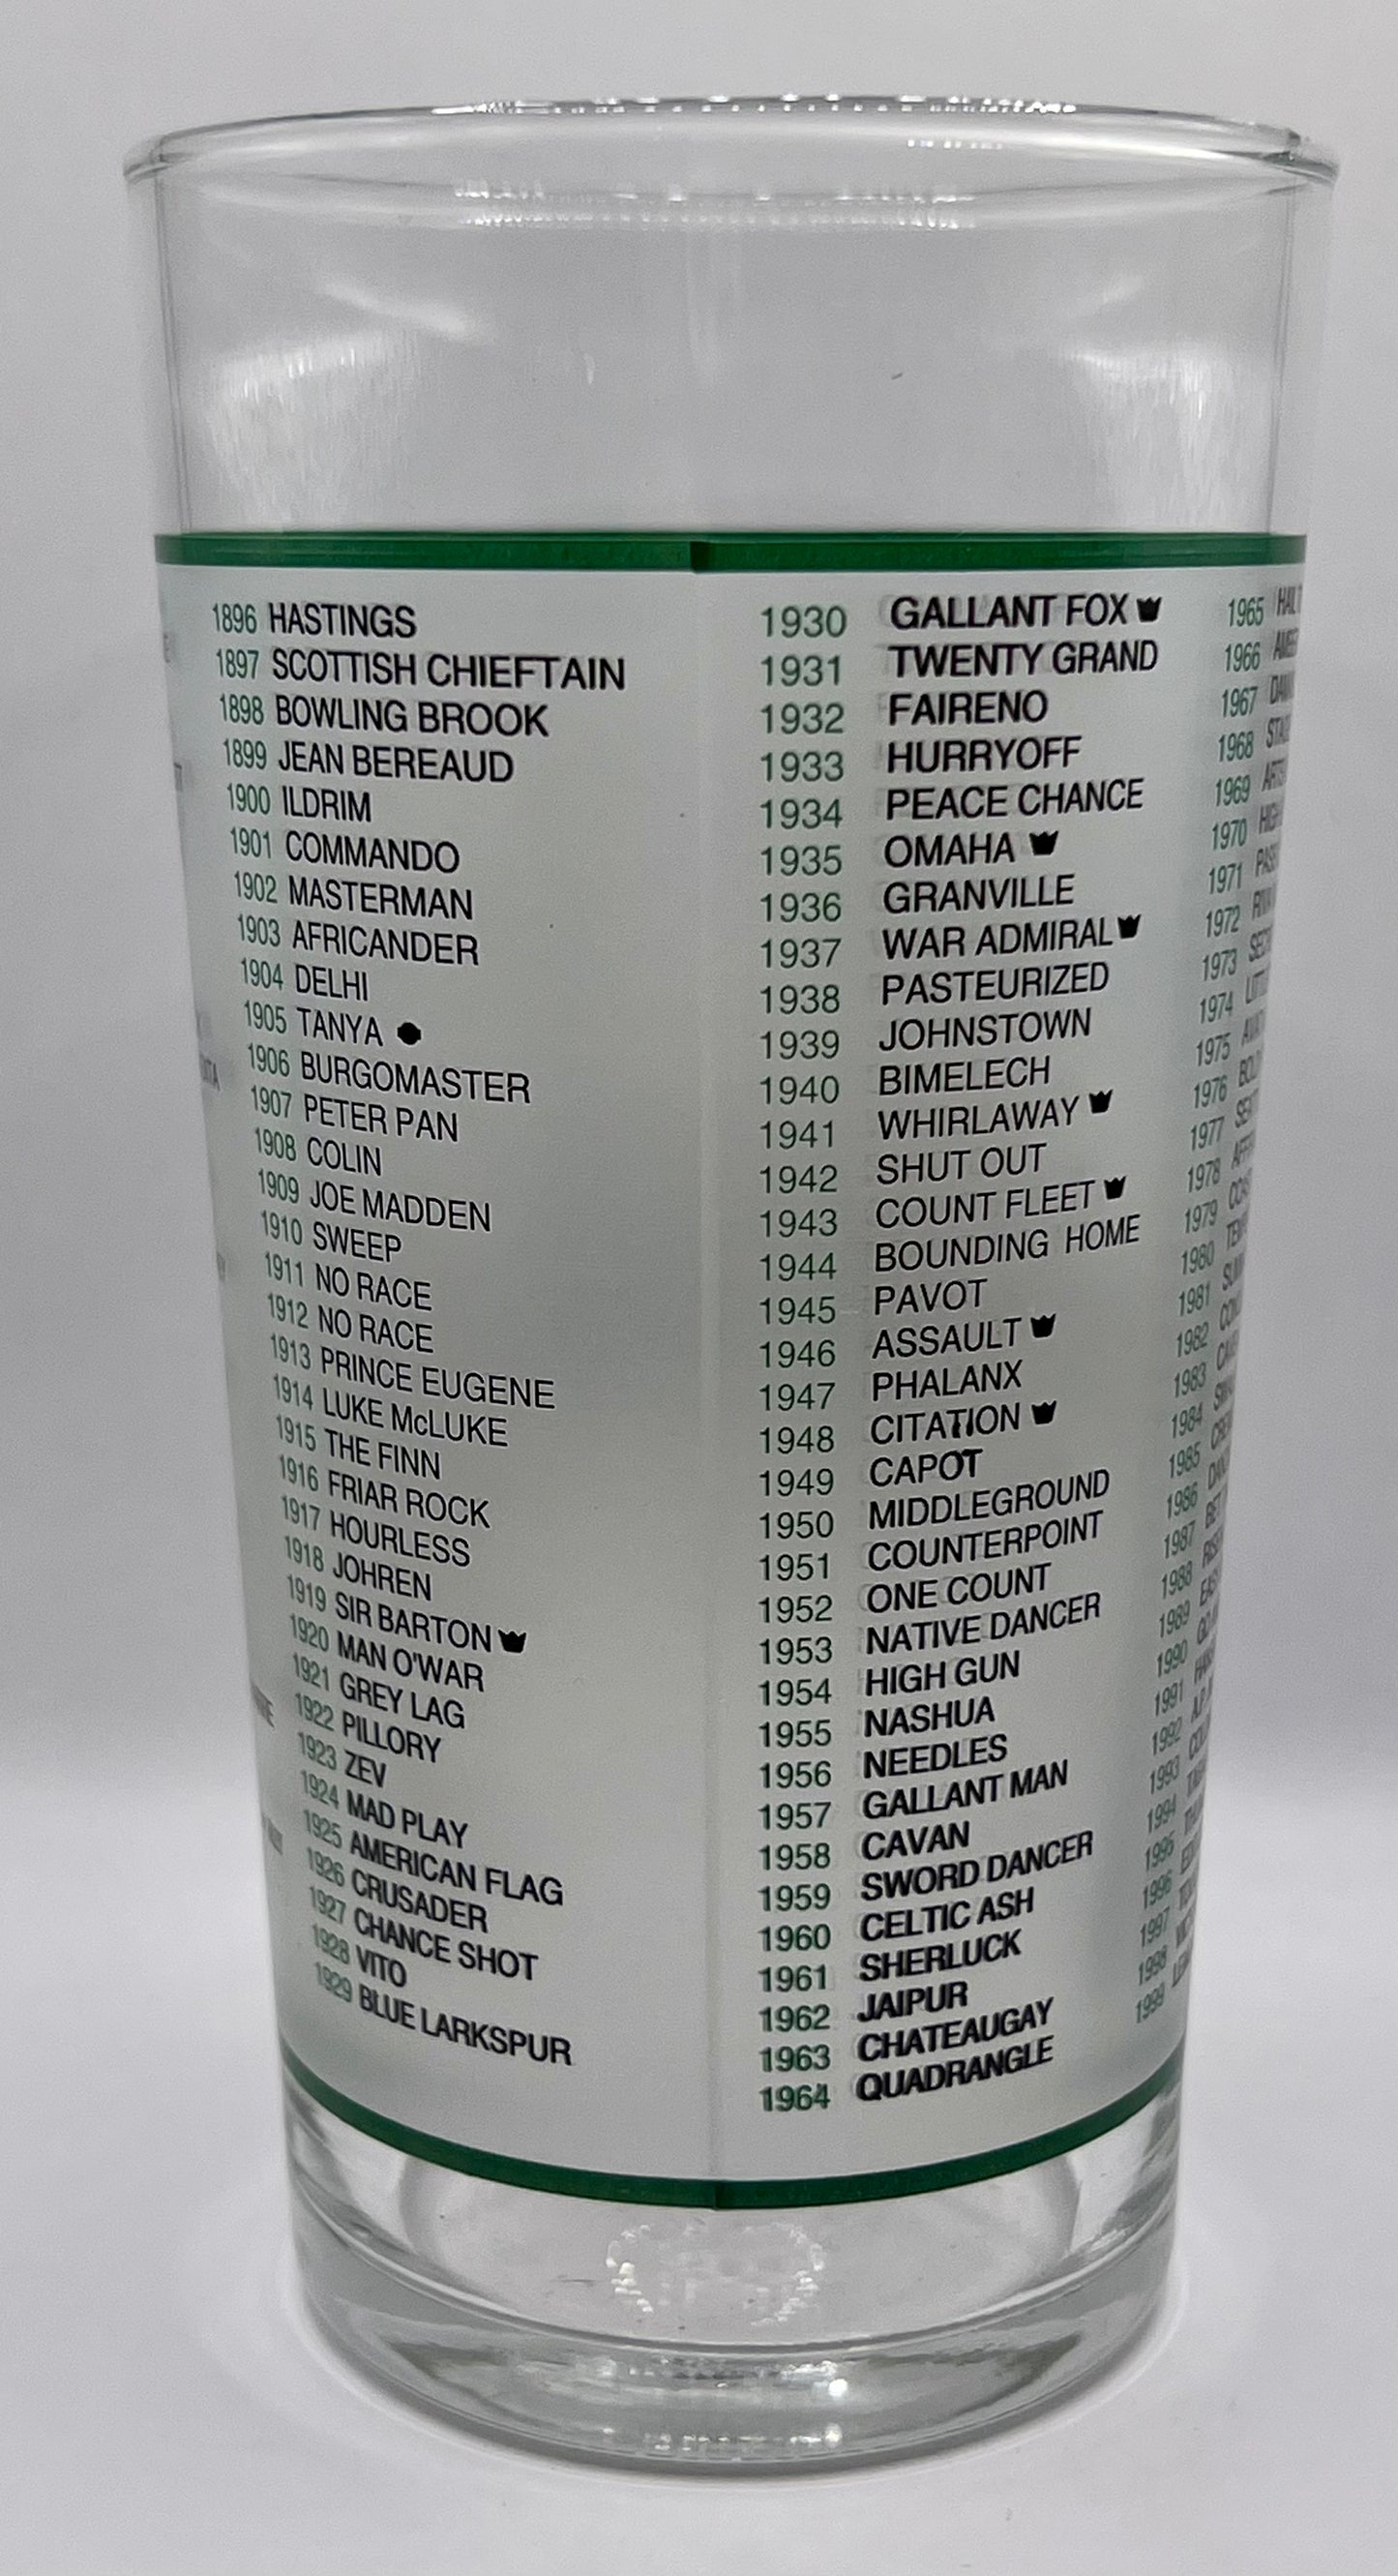 1896 HASTINGS
1897 SCOTTISH CHIEFTAIN
1898 BOWLING BROOK
1899 JEAN BEREAUD
1900 ILDRIM
1901 COMMANDO
1902 MASTERMAN
1903 AFRICANDER
1904 DELHI
1905 TANYA
1906 BURGOMASTER
1907 PETER PAN
1908 COLIN
1909 JOE MADDEN
1910 SWEEP
1911 NO RACE
1912 NO RACE
1913 PRINCE EUGENE
1914 LUKE McLUKE
1915 THE FINN
1916 FRIAR ROCK
1917 HOURLESS
1918 JOHREN
1919 SIR BARTON
1920 MAN O'WAR
1921 GREY LAG
1922 PILLORY
1923 ZEV
1924 MAD PLAY
1925 AMERICAN FLAG
1926 CRUSADER
1927 CHANCE SHOT
1928 VITO
1929 BLUE LARKSPUR
1930 GALLANT FOX
1931 TWENTY GRAND
1932 FAIRENO
1933 HURRYOFF
1934 PEACE CHANCE
1935 OMAHA
1936 GRANVILLE
1937 WAR ADMIRAL
1938 PASTEURIZED
1939 JOHNSTOWN
1940 BIMELECH
1941 WHIRLAWAY
1942 SHUT OUT
1943 COUNT FLEET
1944 BOUNDING HOME
1945 PAVOT
1946 ASSAULT
1947 PHALANX
1948 CITATION
1949 CAPOT
1950 MIDDLEGROUND
1951 COUNTERPOINT
1952 ONE COUNT
1953 NATIVE DANCER
1954 HIGH GUN
1955 NASHUA
1956 NEEDLES
1957 GALLANT MAN
1958 CAVAN
1959 SWORD DANCER
1960 CELTIC ASH
1961 SHERLUCK
1962 JAIPUR
1963 CHATEAUGAY
1964 QUADRANGLE
1965
1966
1967
1968
1969
1970
1971
1972
1973
1974
1975
1976
1977
1978
1979
1980
1981
1982
1983
1984
1985
1986
1987
1988
1989
1990
1991
1992
1993
1994
1995
1996
1997
1998
1999